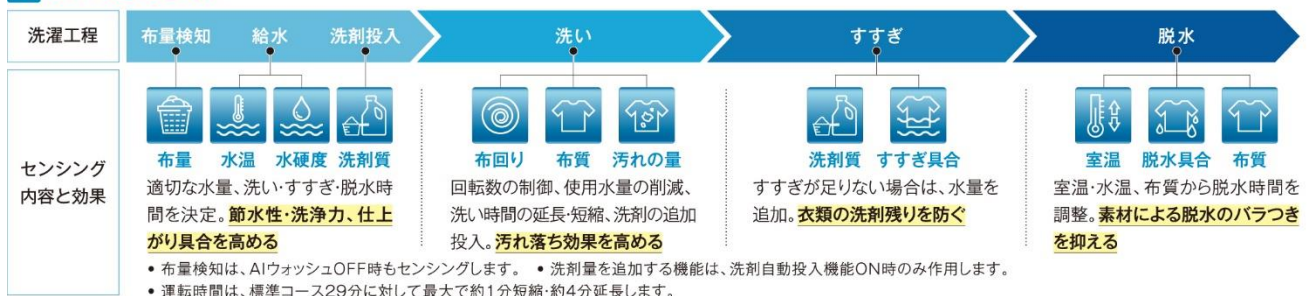 洗濯工程
布量検知 給水 洗剤投入
洗い
すすぎ
脱水
センシング
内容と効果
布量 水温 水硬度 洗剤質
適切な水量、洗い・すすぎ・脱水時
間を決定。節水性・洗浄力、仕上
がり具合を高める
布回り 布質 汚れの量
回転数の制御、使用水量の削減、
洗い時間の延長・短縮、洗剤の追加
投入。汚れ落ち効果を高める
洗剤質 すすぎ具合
すすぎが足りない場合は、水量を
追加。衣類の洗剤残りを防ぐ
室温 脱水具合 布質
室温・水温、布質から脱水時間を
調整。素材による脱水のバラつき
を抑える
• 布量検知は、AIウォッシュOFF時もセンシングします。 • 洗剤量を追加する機能は、洗剤自動投入機能ON時のみ作用します。
• 運転時間は、標準コース29分に対して最大で約1分短縮・約4分延長します。